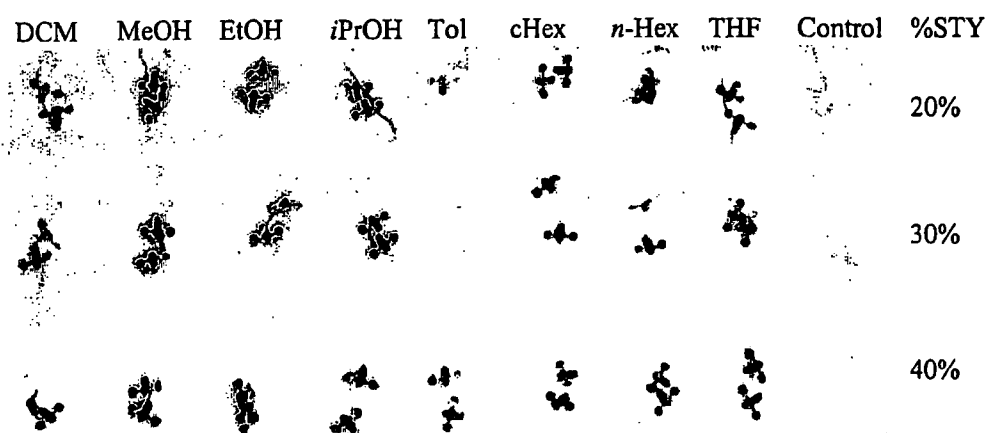 DCM MeOH EtOH iPrOH Tol cHex n-Hex THF Control %STY
20%
30%
40%